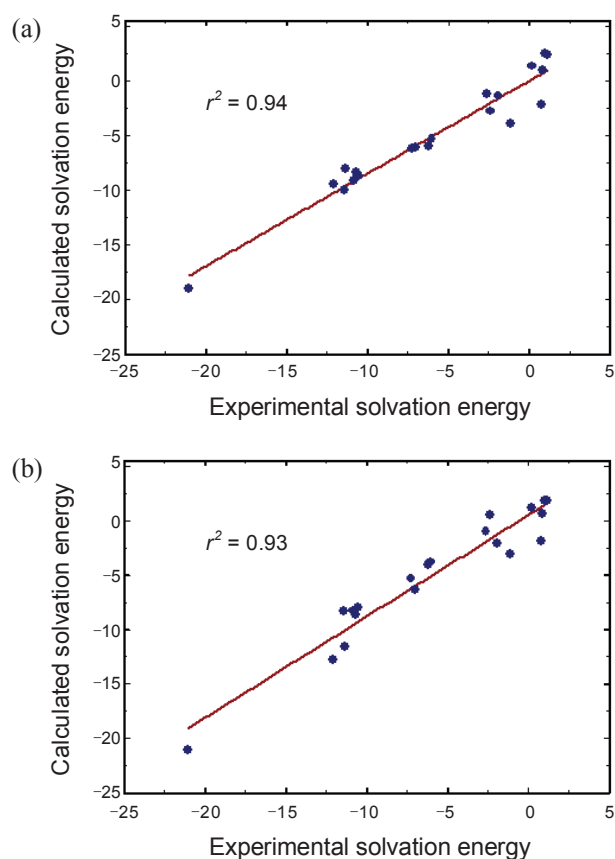 (a)
5
0
−5
−10
−15
−20
−25
Calculated solvation energy
r² = 0.94
−25 −20 −15 −10 −5 0 5
Experimental solvation energy
(b)
5
0
−5
−10
−15
−20
−25
Calculated solvation energy
r² = 0.93
−25 −20 −15 −10 −5 0 5
Experimental solvation energy